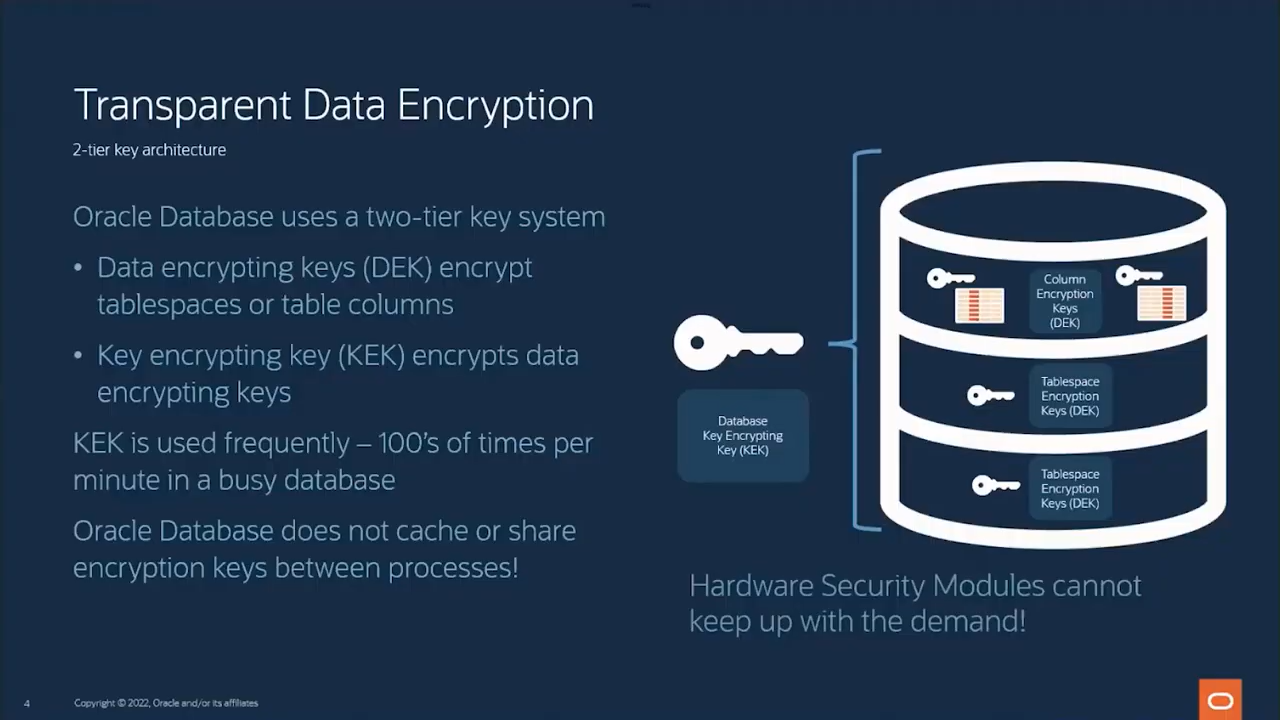 Transparent Data Encryption
2-tier key architecture
Oracle Database uses a two-tier key system
• Data encrypting keys (DEK) encrypt
tablespaces or table columns
• Key encrypting key (KEK) encrypts data
encrypting keys
KEK is used frequently – 100's of times per
minute in a busy database
Oracle Database does not cache or share
encryption keys between processes!
Database
Key Encrypting
Key (KEK)
Column
Encryption
Keys
(DEK)
Tablespace
Encryption
Keys (DEK)
Tablespace
Encryption
Keys (DEK)
Hardware Security Modules cannot
keep up with the demand!
4
Copyright © 2022, Oracle and/or its affiliates